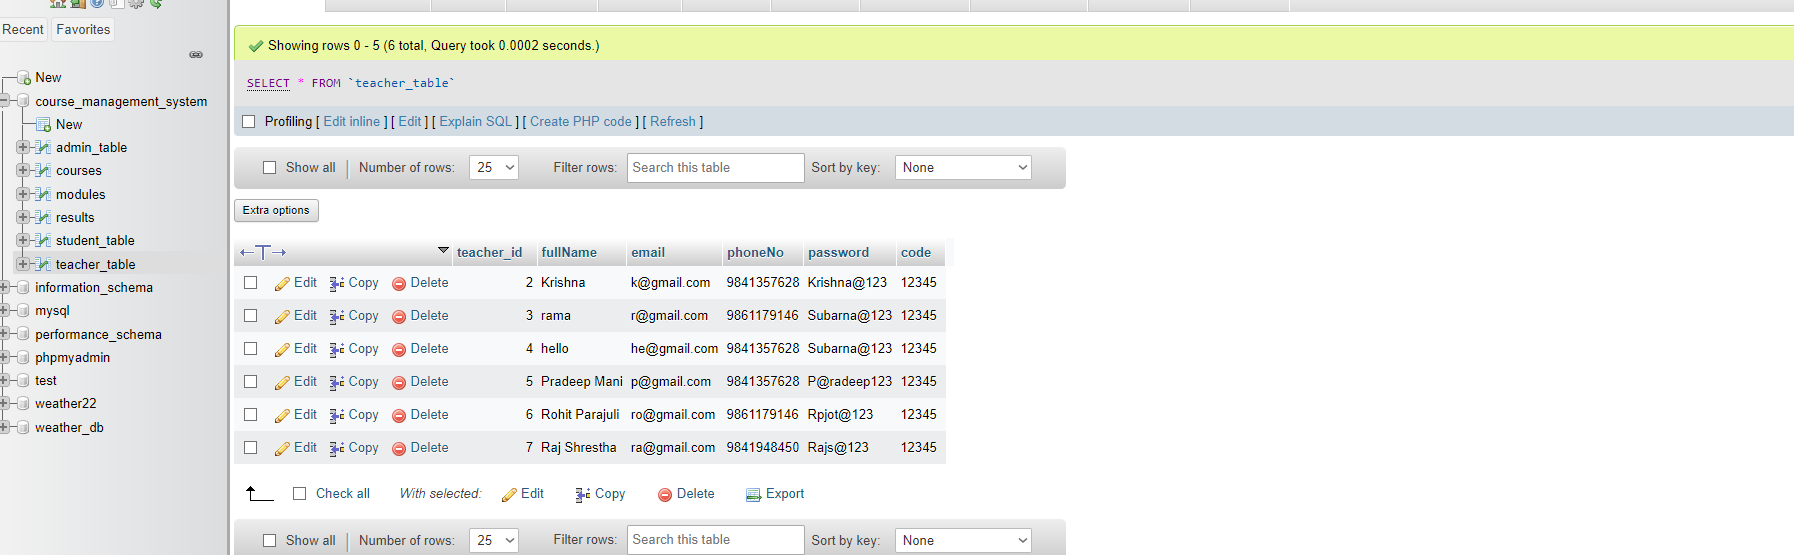 Recent Favorites
New
course_management_system
New
admin_table
courses
modules
results
student_table
teacher_table
information_schema
mysql
performance_schema
phpmyadmin
test
weather22
weather_db
Showing rows 0 - 5 (6 total, Query took 0.0002 seconds.)
SELECT * FROM `teacher_table`
Profiling [ Edit inline ] [ Edit ] [ Explain SQL ] [ Create PHP code ] [ Refresh ]
Show all Number of rows: 25 Filter rows: Search this table Sort by key: None
Extra options
teacher_id fullName email phoneNo password code
Edit Copy Delete 2 Krishna k@gmail.com 9841357628 Krishna@123 12345
Edit Copy Delete 3 rama r@gmail.com 9861179146 Subarna@123 12345
Edit Copy Delete 4 hello he@gmail.com 9841357628 Subarna@123 12345
Edit Copy Delete 5 Pradeep Mani p@gmail.com 9841357628 P@radeep123 12345
Edit Copy Delete 6 Rohit Parajuli ro@gmail.com 9861179146 Rpjot@123 12345
Edit Copy Delete 7 Raj Shrestha ra@gmail.com 9841948450 Rajs@123 12345
Check all With selected: Edit Copy Delete Export
Show all Number of rows: 25 Filter rows: Search this table Sort by key: None